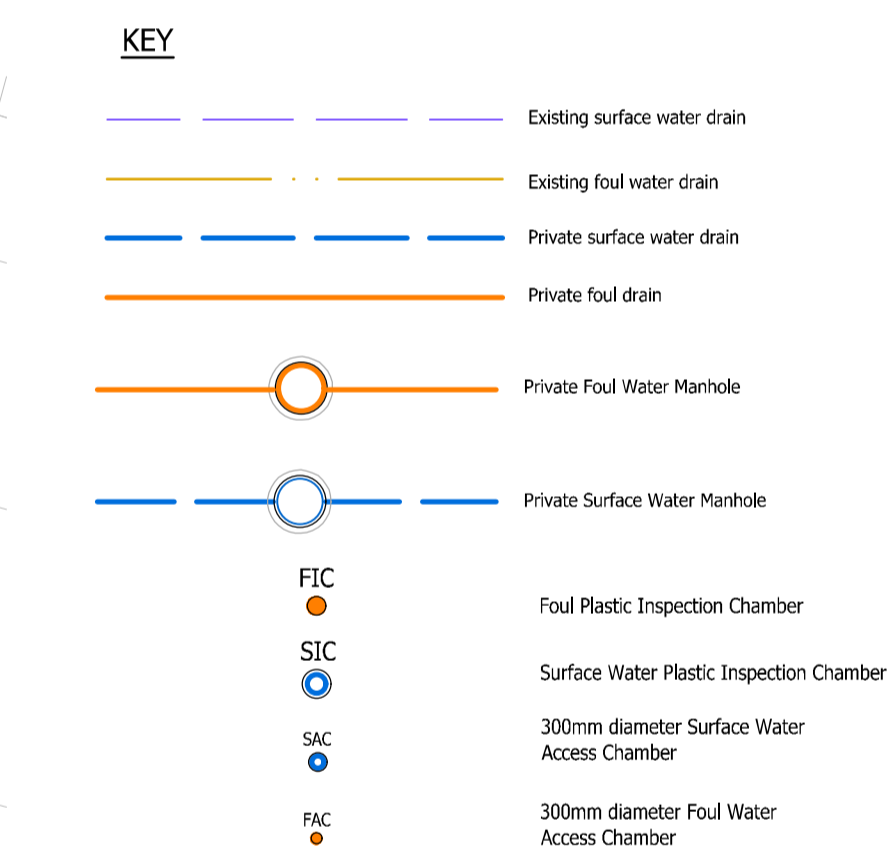 KEY
Existing surface water drain
Existing foul water drain
Private surface water drain
Private foul drain
Private Foul Water Manhole
Private Surface Water Manhole
FIC
Foul Plastic Inspection Chamber
SIC
Surface Water Plastic Inspection Chamber
SAC
300mm diameter Surface Water
Access Chamber
FAC
300mm diameter Foul Water
Access Chamber